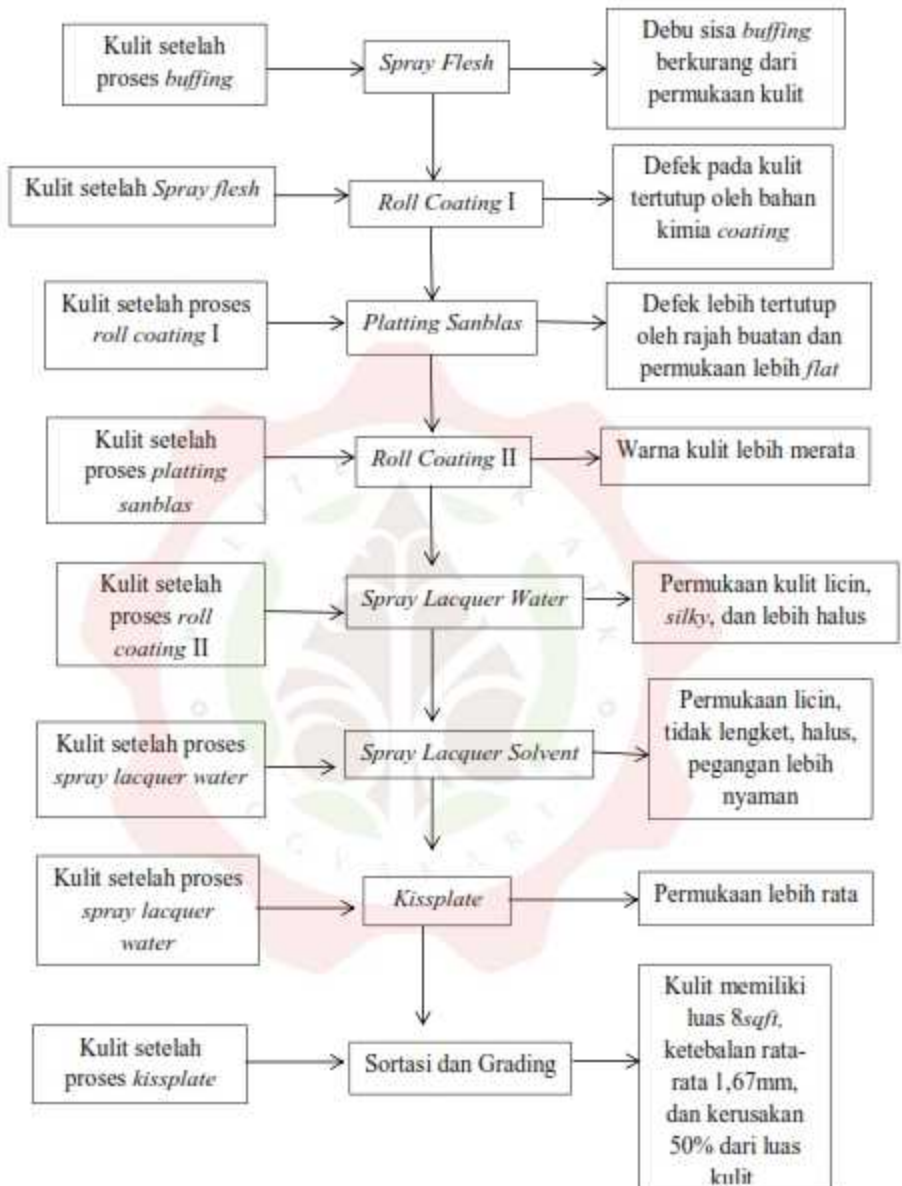 Kulit setelah
proses buffing
Spray Flesh
Debu sisa buffing
berkurang dari
permukaan kulit
Kulit setelah Spray flesh
Roll Coating I
Defek pada kulit
tertutup oleh bahan
kimia coating
Kulit setelah proses
roll coating I
Platting Sanblas
Defek lebih tertutup
oleh rajah buatan dan
permukaan lebih flat
Kulit setelah
proses platting
sanblas
Roll Coating II
Warna kulit lebih merata
Kulit setelah
proses roll
coating II
Spray Lacquer Water
Permukaan kulit licin,
silky, dan lebih halus
Kulit setelah proses
spray lacquer water
Spray Lacquer Solvent
Permukaan licin,
tidak lengket, halus,
pegangan lebih
nyaman
Kulit setelah proses
spray lacquer
water
Kissplate
Permukaan lebih rata
Kulit setelah
proses kissplate
Sortasi dan Grading
Kulit memiliki
luas 8sqft,
ketebalan rata-
rata 1,67mm,
dan kerusakan
50% dari luas
kulit